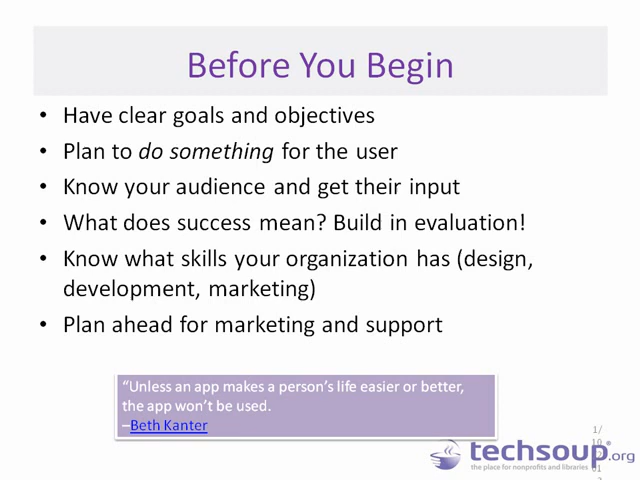 Before You Begin
• Have clear goals and objectives
• Plan to do something for the user
• Know your audience and get their input
• What does success mean? Build in evaluation!
• Know what skills your organization has (design,
development, marketing)
• Plan ahead for marketing and support
“Unless an app makes a person’s life easier or better,
the app won’t be used.
–Beth Kanter
1/
10
techsoup.org
the place for nonprofits and libraries